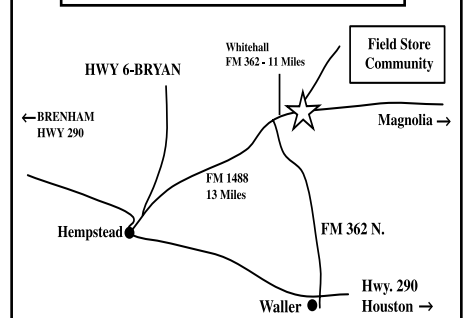 Whitehall
FM 362 - 11 Miles
Field Store
Community
HWY 6-BRYAN
←BRENHAM
HWY 290
Magnolia →
FM 1488
13 Miles
Hempstead
FM 362 N.
Hwy. 290
Houston →
Waller